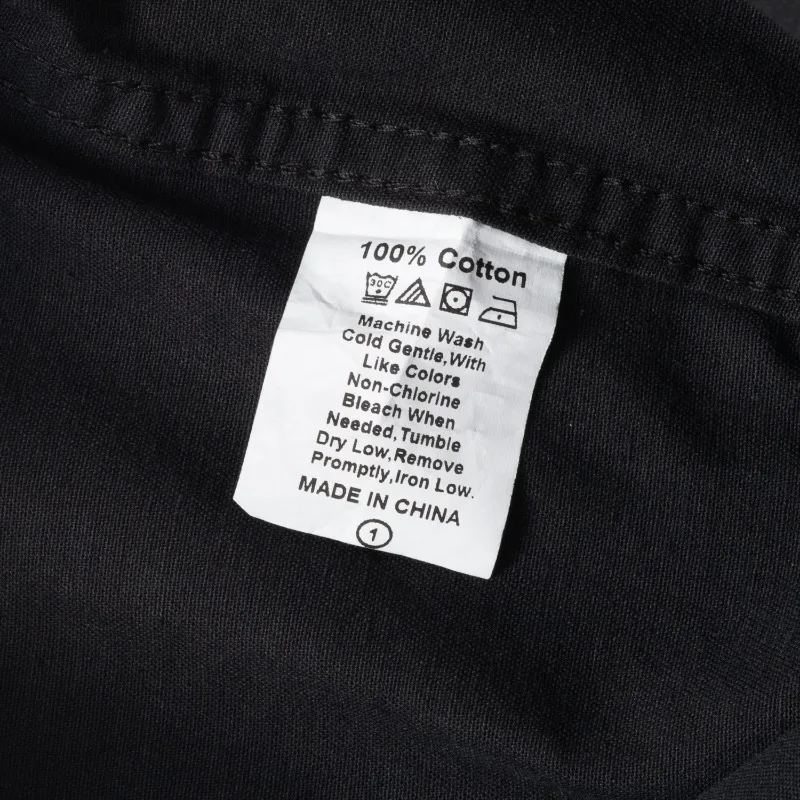 100% Cotton
30C
Machine Wash
Cold Gentle,With
Like Colors
Non-Chlorine
Bleach When
Needed,Tumble
Dry Low,Remove
Promptly,Iron Low.
MADE IN CHINA
1